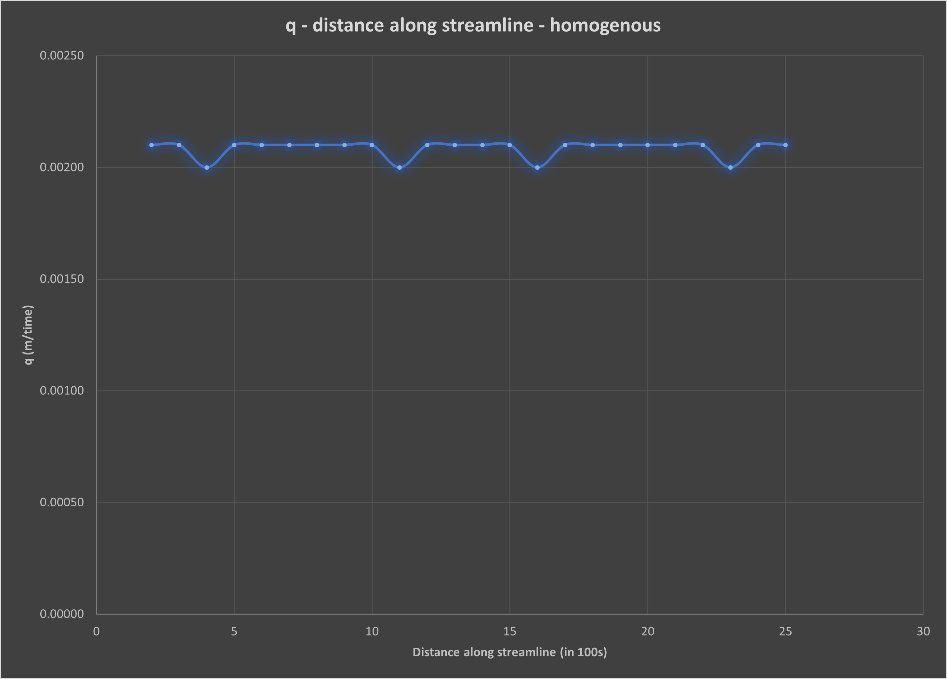 q - distance along streamline - homogenous
0.00250
0.00200
0.00150
0.00100
0.00050
0.00000
q (m/time)
0 5 10 15 20 25 30
Distance along streamline (in 100s)